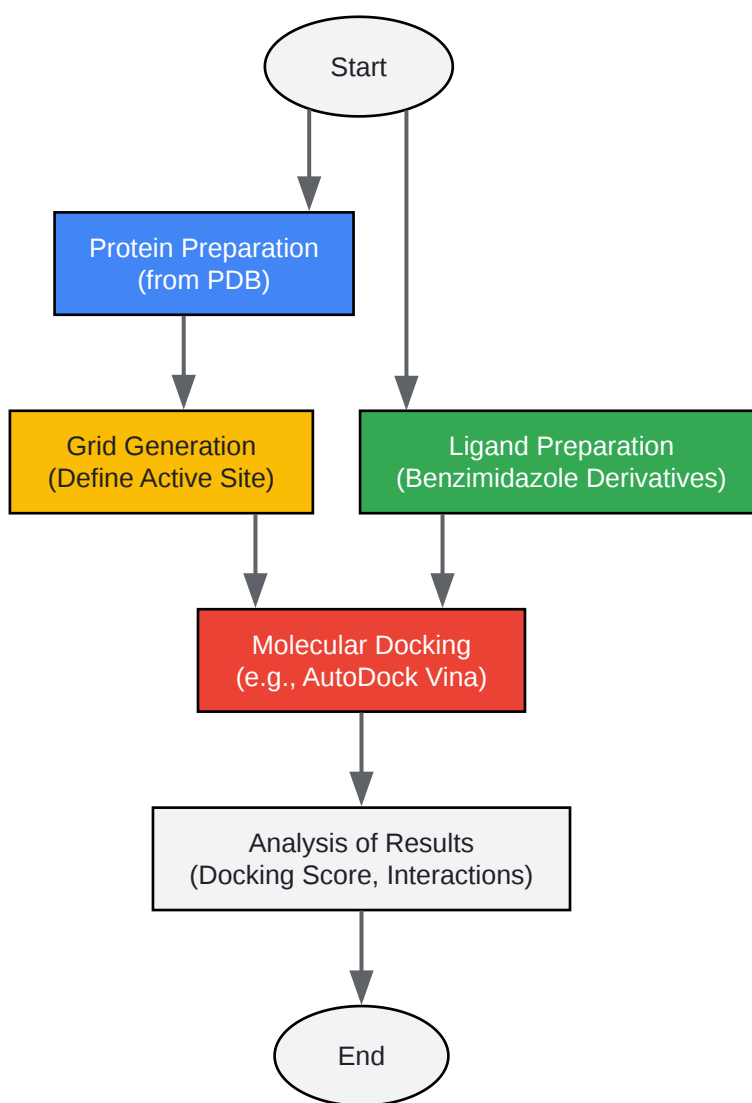 Start
Protein Preparation
(from PDB)
Grid Generation
(Define Active Site)
Ligand Preparation
(Benzimidazole Derivatives)
Molecular Docking
(e.g., AutoDock Vina)
Analysis of Results
(Docking Score, Interactions)
End